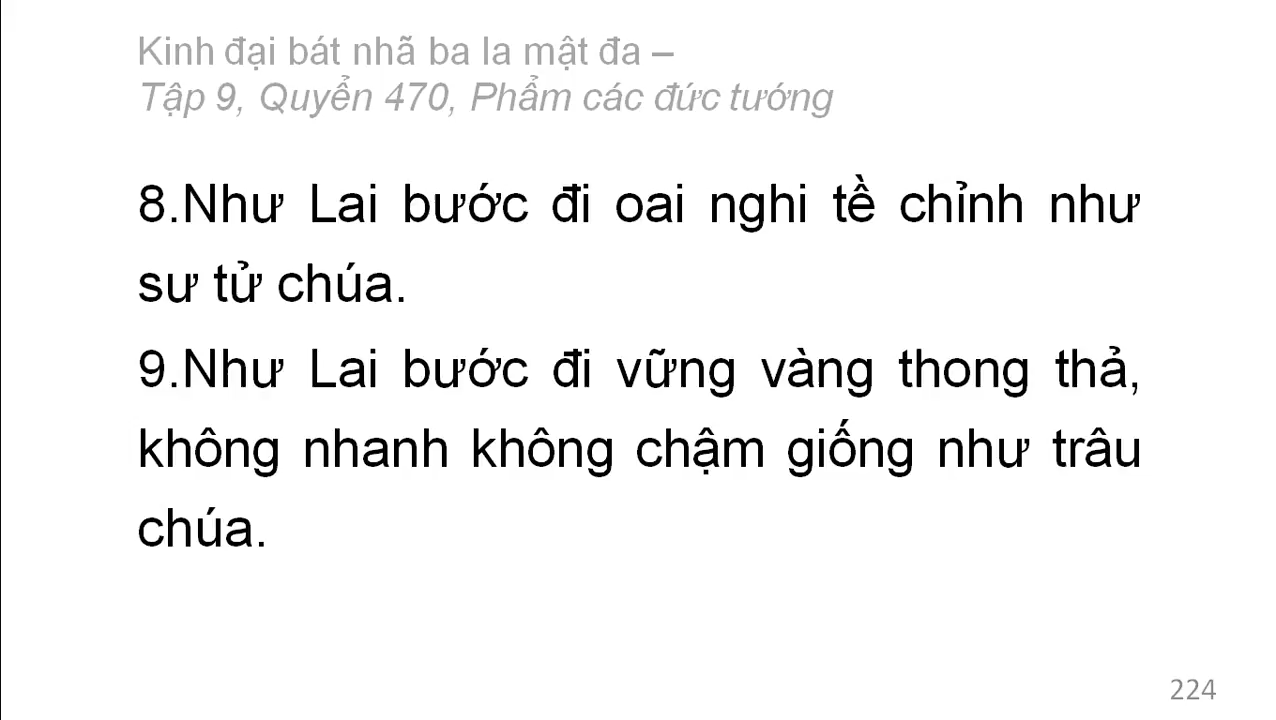 Kinh đại bát nhã ba la mật đa –
Tập 9, Quyển 470, Phẩm các đức tướng
8.Như Lai bước đi oai nghi tề chỉnh như
sư tử chúa.
9.Như Lai bước đi vững vàng thong thả,
không nhanh không chậm giống như trâu
chúa.
224